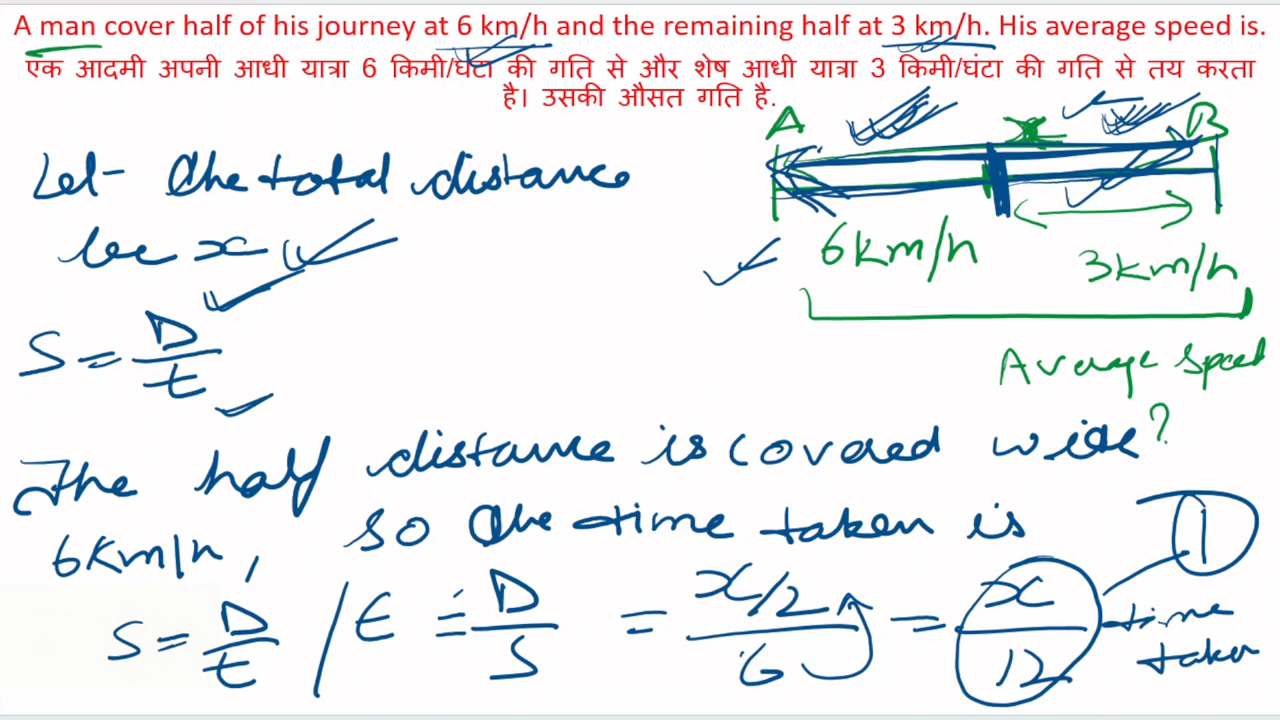 A man cover half of his journey at 6 km/h and the remaining half at 3 km/h. His average speed is.
एक आदमी अपनी आधी यात्रा 6 किमी/घंटा की गति से और शेष आधी यात्रा 3 किमी/घंटा की गति से तय करता
है। उसकी औसत गति है.
A x B
Let the total distance
be x
6km/h 3km/h
S = D/t
Average speed
?
The half distance is covered with
6km/h, so the time taken is
1
S = D/t / t = D/S = x/2/6 = x/12 time
taken